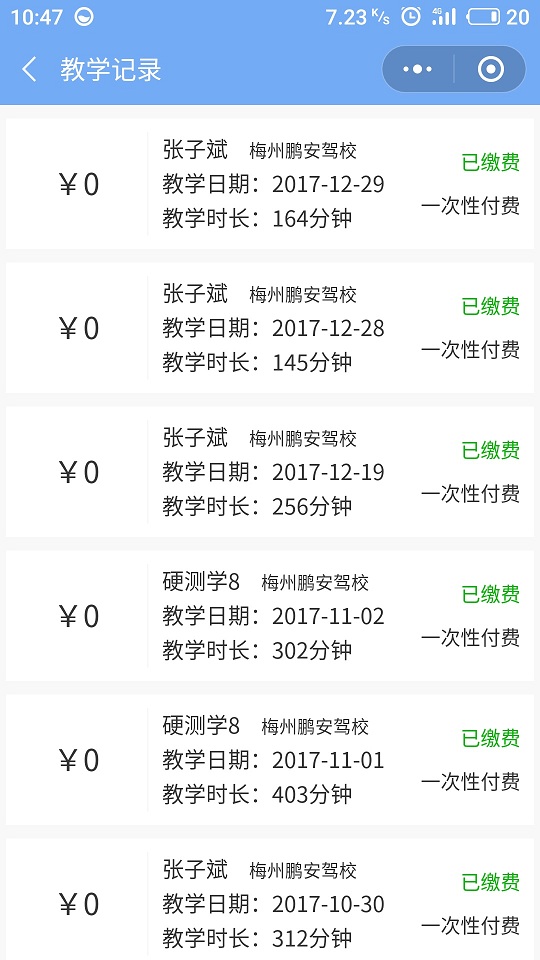 10:47 7.23 K/s 4G 20
教学记录
张子斌 梅州鹏安驾校
已缴费
¥0
教学日期：2017-12-29
一次性付费
教学时长：164分钟
张子斌 梅州鹏安驾校
已缴费
¥0
教学日期：2017-12-28
一次性付费
教学时长：145分钟
张子斌 梅州鹏安驾校
已缴费
¥0
教学日期：2017-12-19
一次性付费
教学时长：256分钟
硬测学8 梅州鹏安驾校
已缴费
¥0
教学日期：2017-11-02
一次性付费
教学时长：302分钟
硬测学8 梅州鹏安驾校
已缴费
¥0
教学日期：2017-11-01
一次性付费
教学时长：403分钟
张子斌 梅州鹏安驾校
已缴费
¥0
教学日期：2017-10-30
一次性付费
教学时长：312分钟